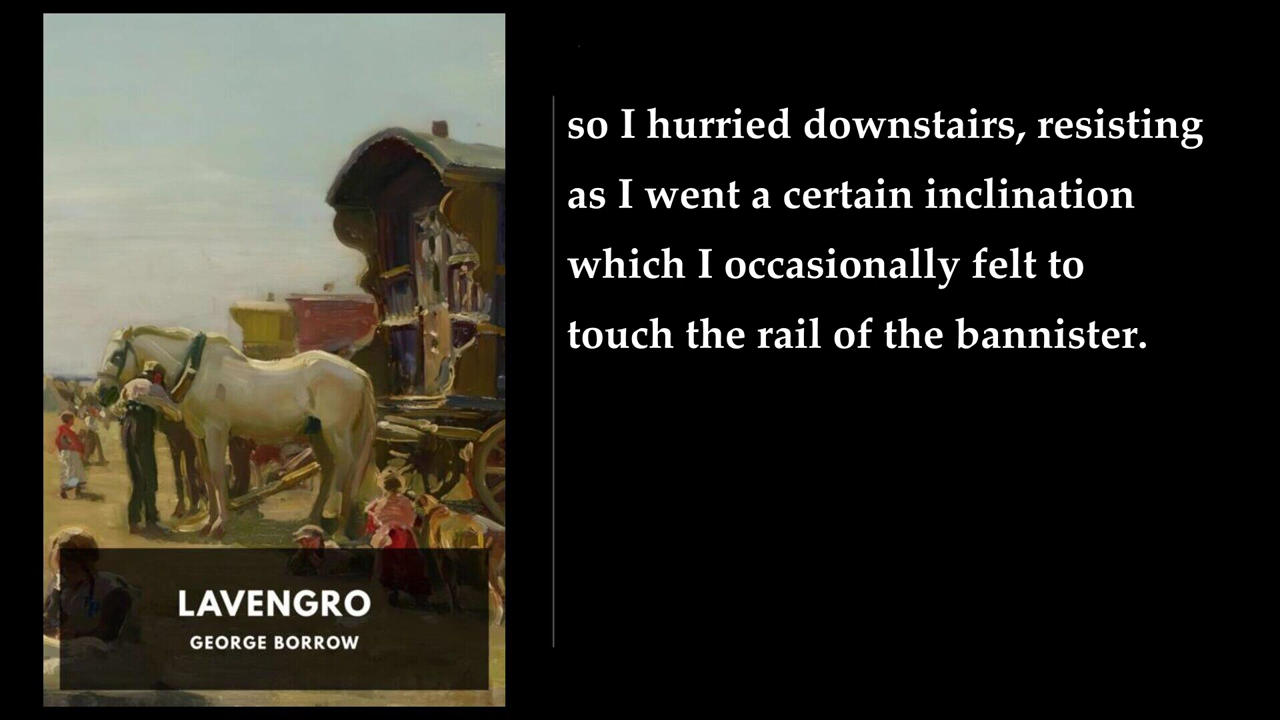 LAVENGRO
GEORGE BORROW
so I hurried downstairs, resisting
as I went a certain inclination
which I occasionally felt to
touch the rail of the bannister.